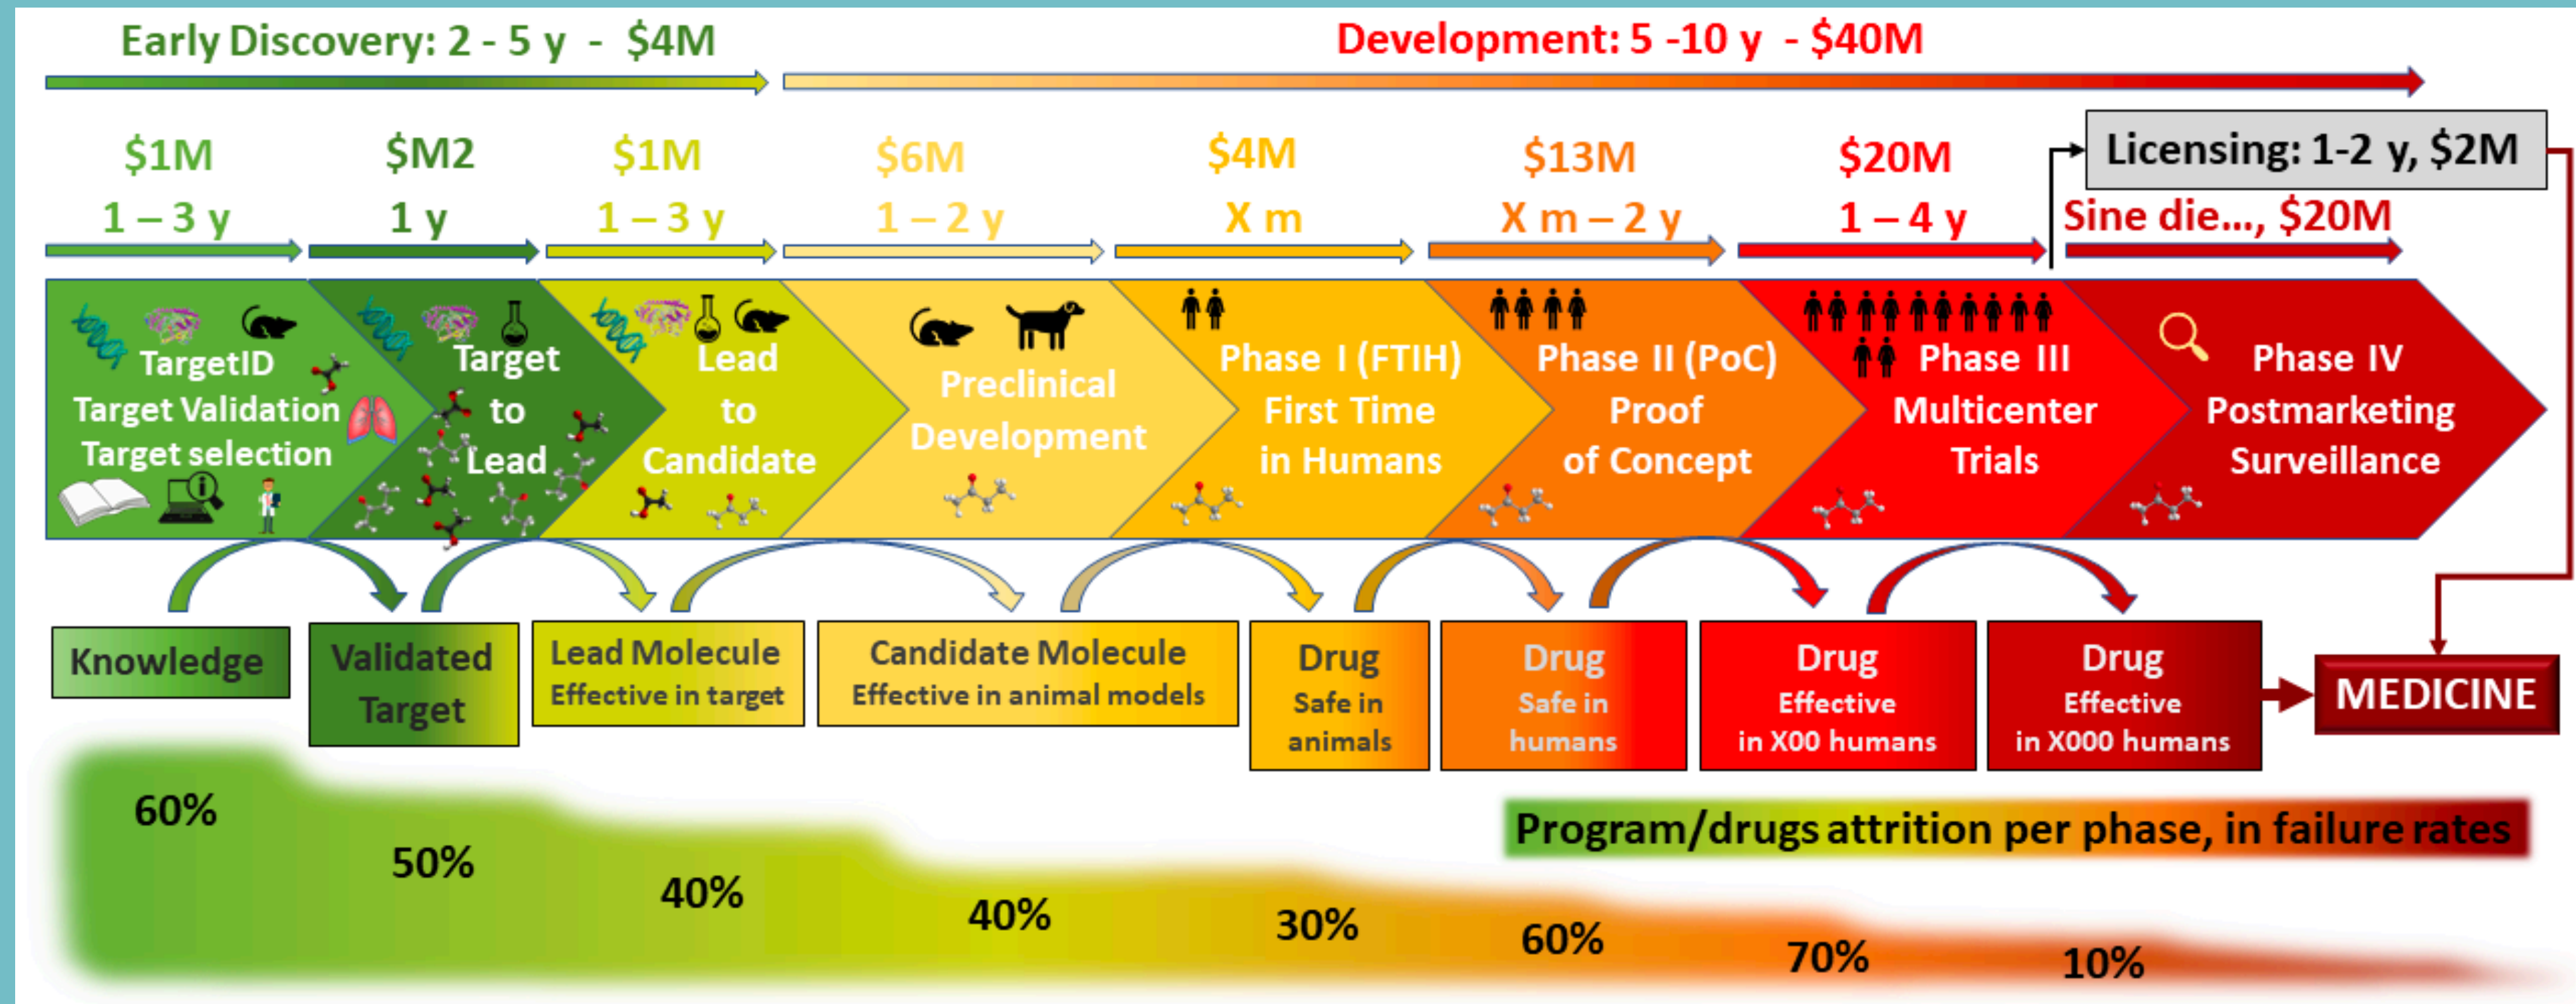 Early Discovery: 2 - 5 y - $4M
Development: 5 -10 y - $40M
$1M
1 – 3 y
$M2
1 y
$1M
1 – 3 y
$6M
1 – 2 y
$4M
X m
$13M
X m – 2 y
$20M
1 – 4 y
Licensing: 1-2 y, $2M
Sine die..., $20M
TargetID
Target Validation
Target selection
Target
to
Lead
Lead
to
Candidate
Preclinical
Development
Phase I (FTIH)
First Time
in Humans
Phase II (PoC)
Proof
of Concept
Phase III
Multicenter
Trials
Phase IV
Postmarketing
Surveillance
Knowledge
Validated
Target
Lead Molecule
Effective in target
Candidate Molecule
Effective in animal models
Drug
Safe in
animals
Drug
Safe in
humans
Drug
Effective
in X00 humans
Drug
Effective
in X000 humans
MEDICINE
Program/drugs attrition per phase, in failure rates
60%
50%
40%
40%
30%
60%
70%
10%